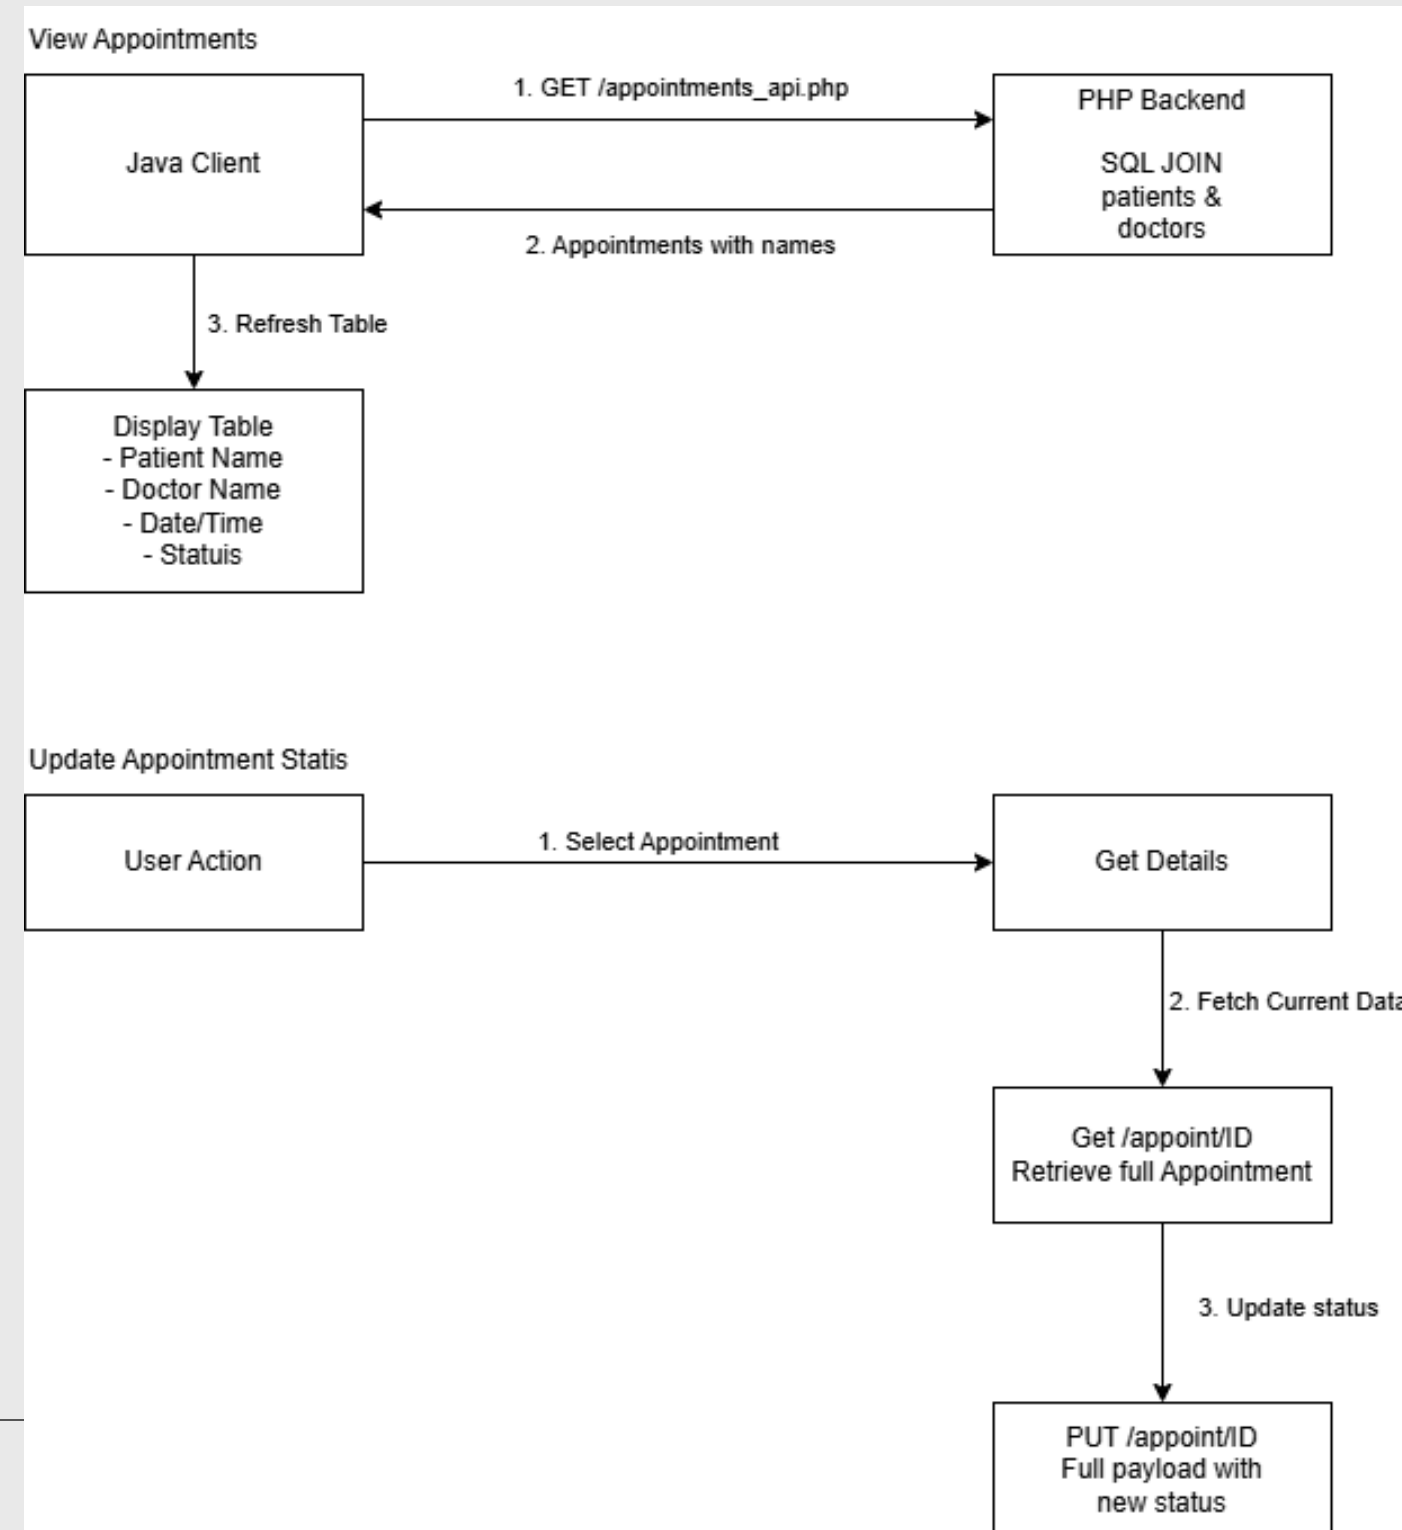 View Appointments
1. GET /appointments_api.php
PHP Backend
Java Client
SQL JOIN
patients &
doctors
2. Appointments with names
3. Refresh Table
Display Table
- Patient Name
- Doctor Name
- Date/Time
- Statuis
Update Appointment Statis
1. Select Appointment
User Action
Get Details
2. Fetch Current Data
Get /appoint/ID
Retrieve full Appointment
3. Update status
PUT /appoint/ID
Full payload with
new status